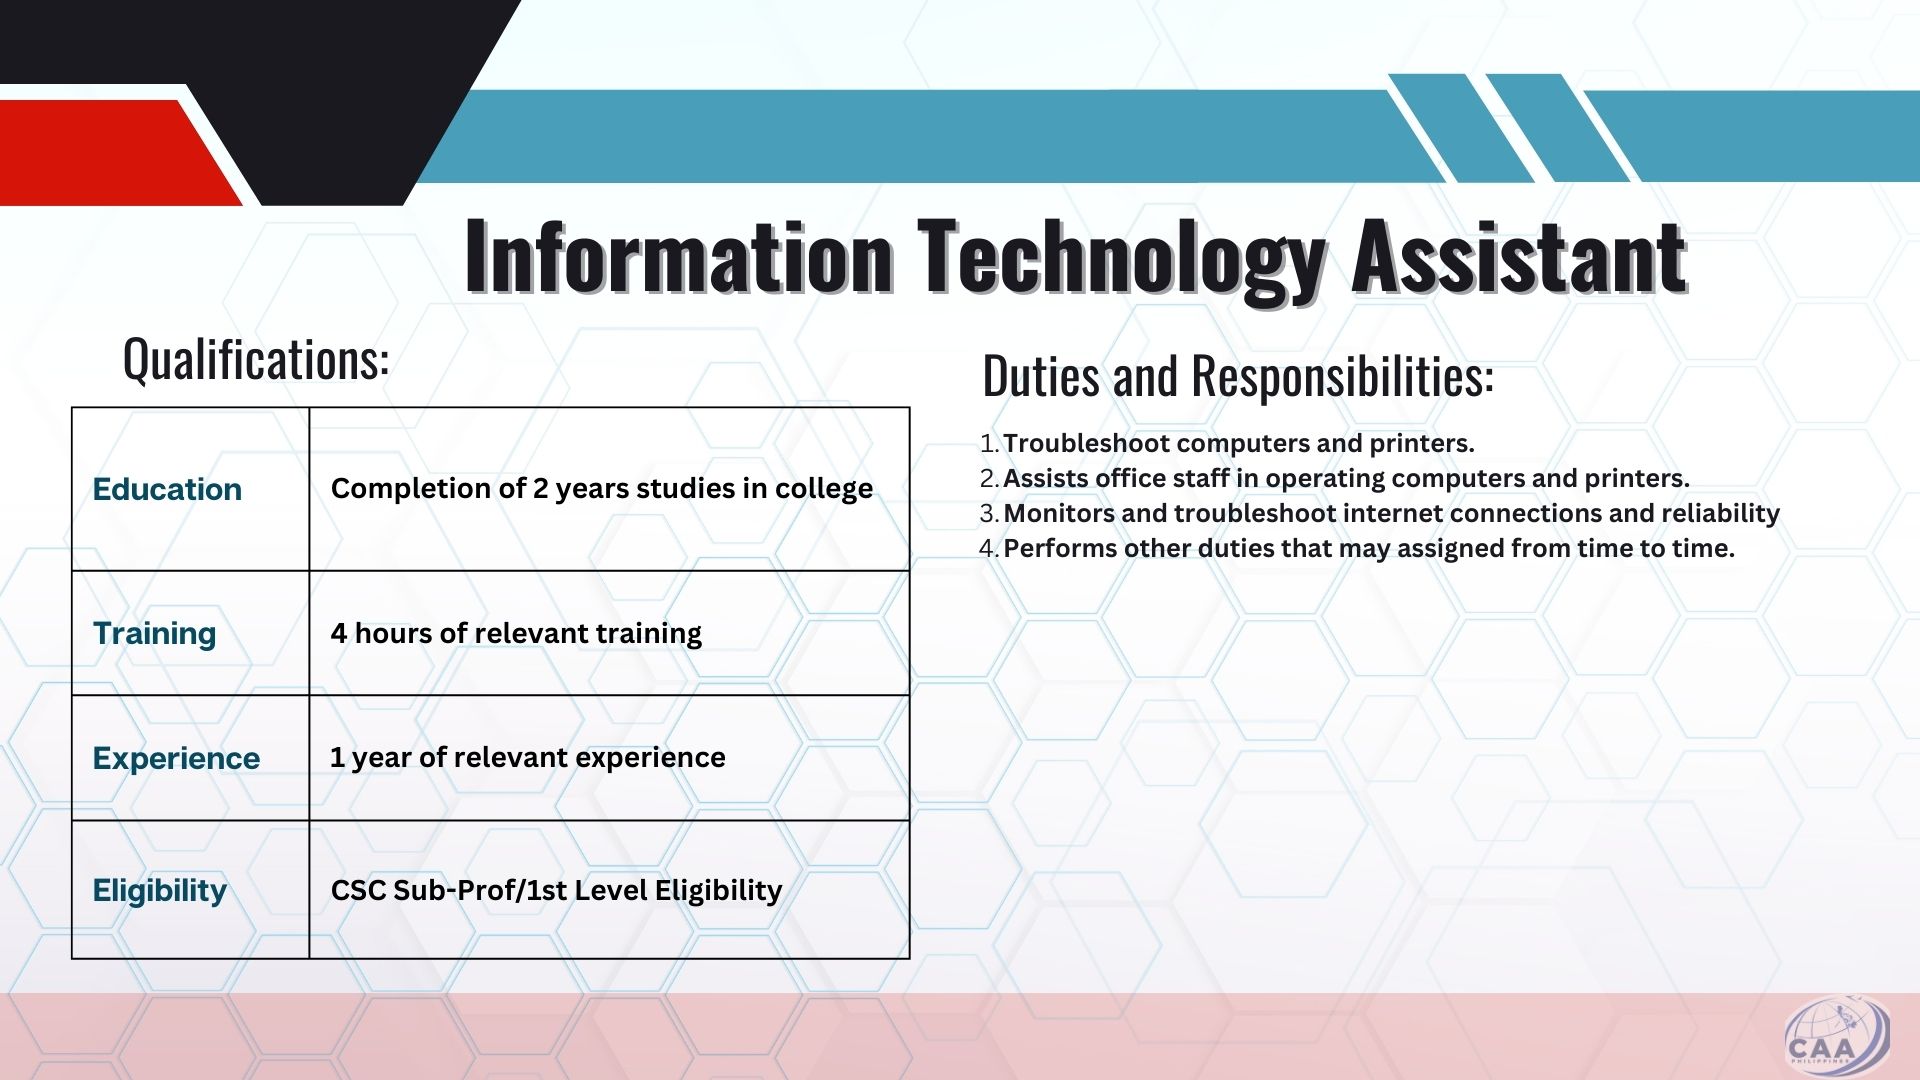 Information Technology Assistant
Qualifications:
Education
Completion of 2 years studies in college
Training
4 hours of relevant training
Experience
1 year of relevant experience
Eligibility
CSC Sub-Prof/1st Level Eligibility
Duties and Responsibilities:
1. Troubleshoot computers and printers.
2. Assists office staff in operating computers and printers.
3. Monitors and troubleshoot internet connections and reliability
4. Performs other duties that may assigned from time to time.
CAA
PHILIPPINES